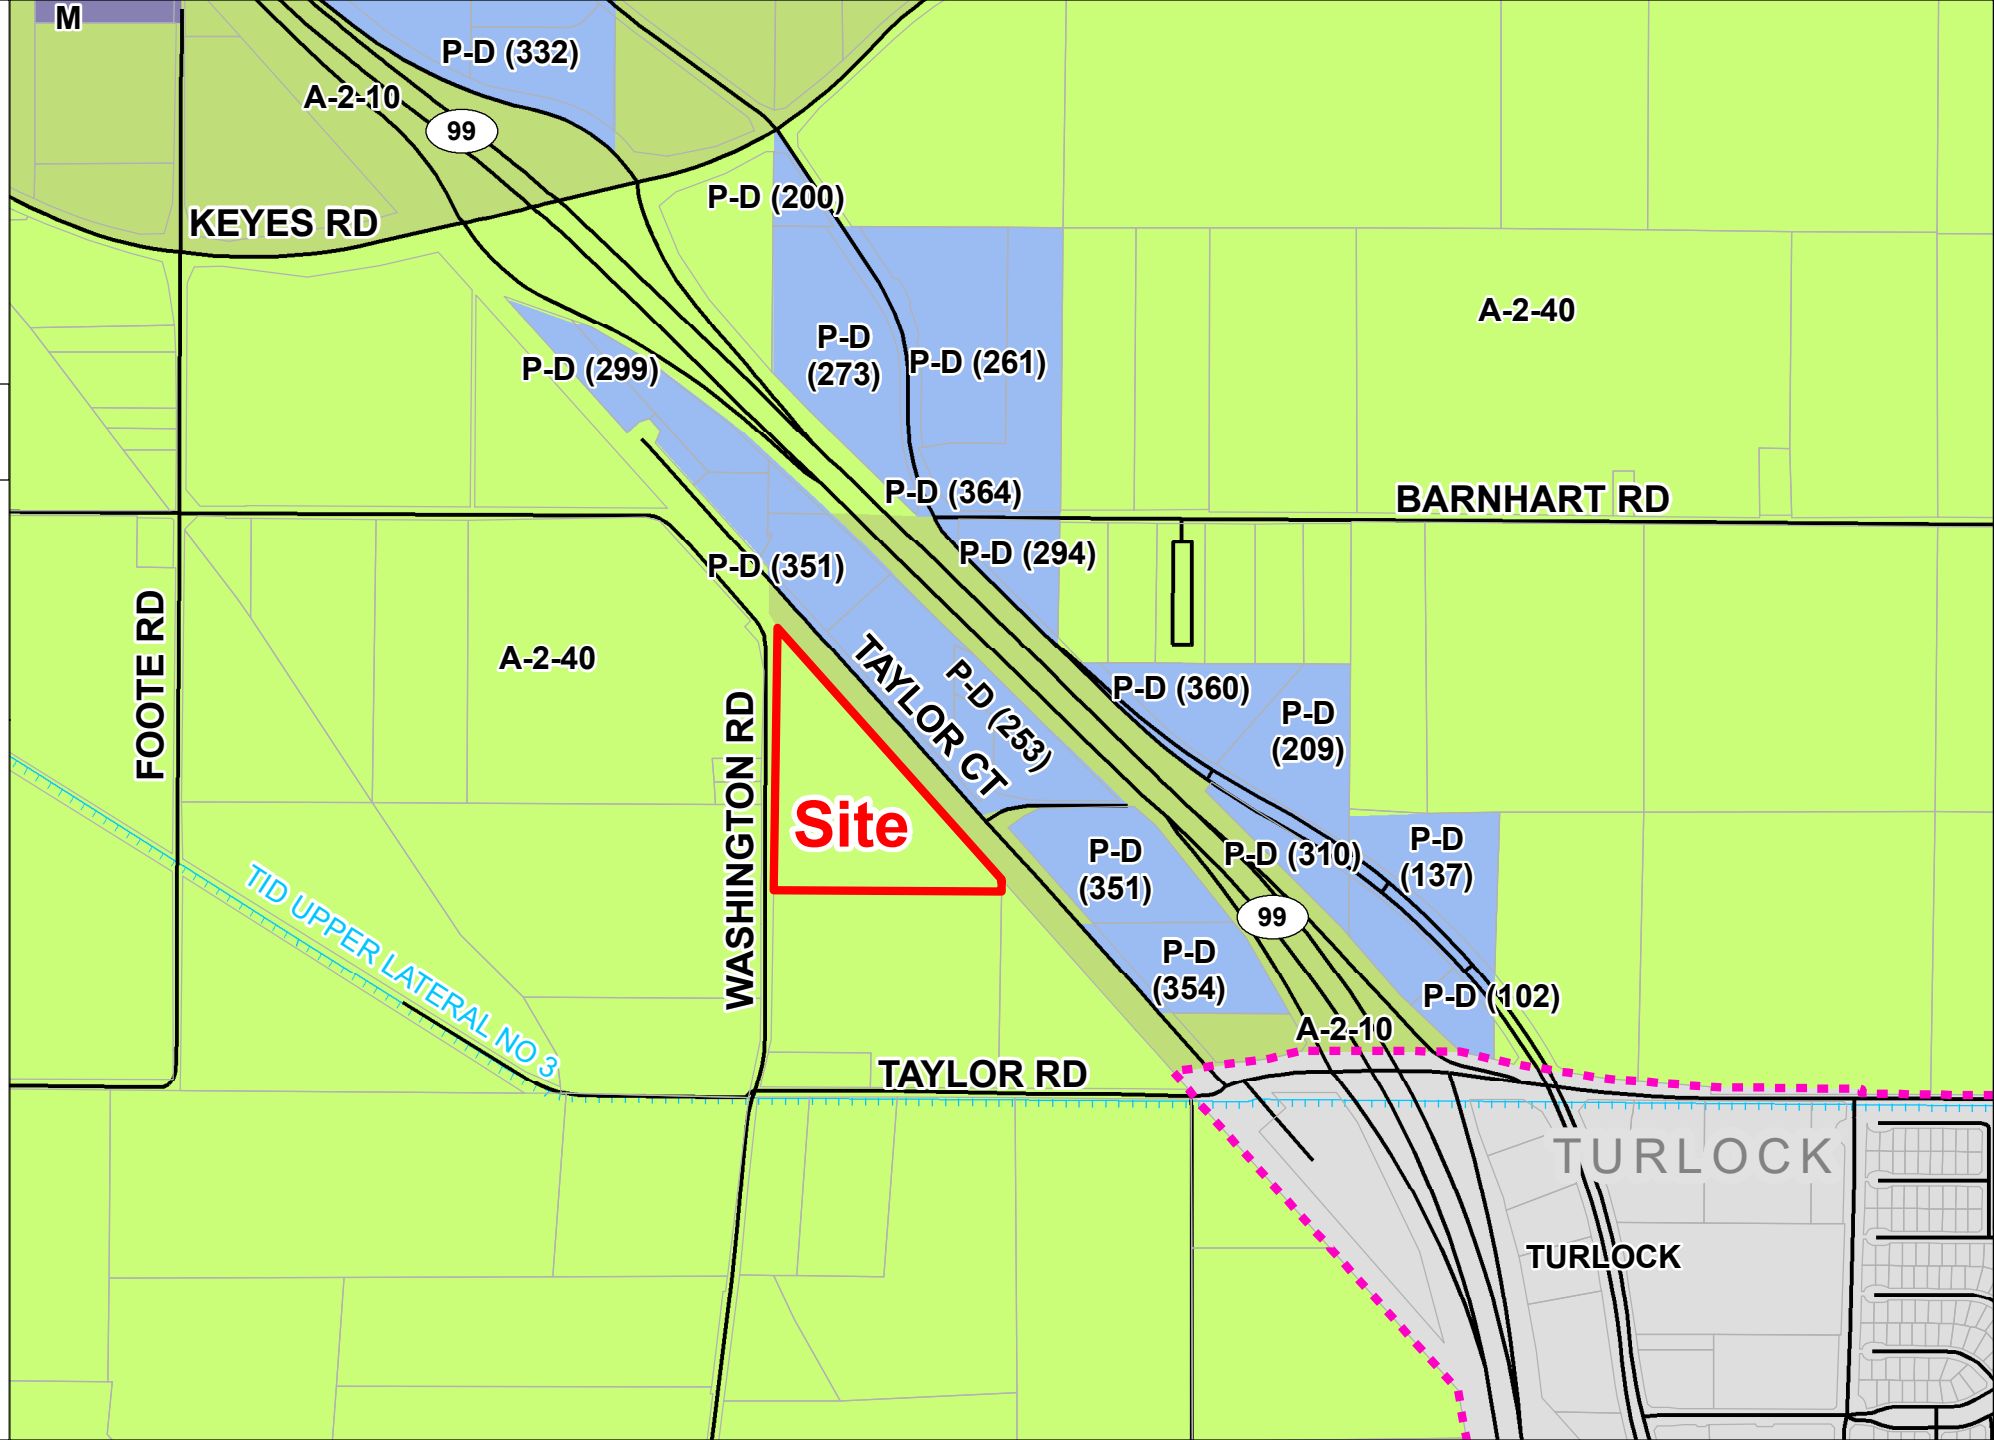 M
P-D (332)
A-2-10
99
P-D (200)
KEYES RD
A-2-40
P-D
(273)
P-D (261)
P-D (299)
P-D (364)
BARNHART RD
P-D (294)
P-D (351)
FOOTE RD
A-2-40
TAYLOR CT
P-D (253)
P-D (360)
P-D
(209)
WASHINGTON RD
Site
P-D
(351)
P-D (310)
P-D
(137)
99
TID UPPER LATERAL NO 3
P-D
(354)
P-D (102)
A-2-10
TAYLOR RD
TURLOCK
TURLOCK